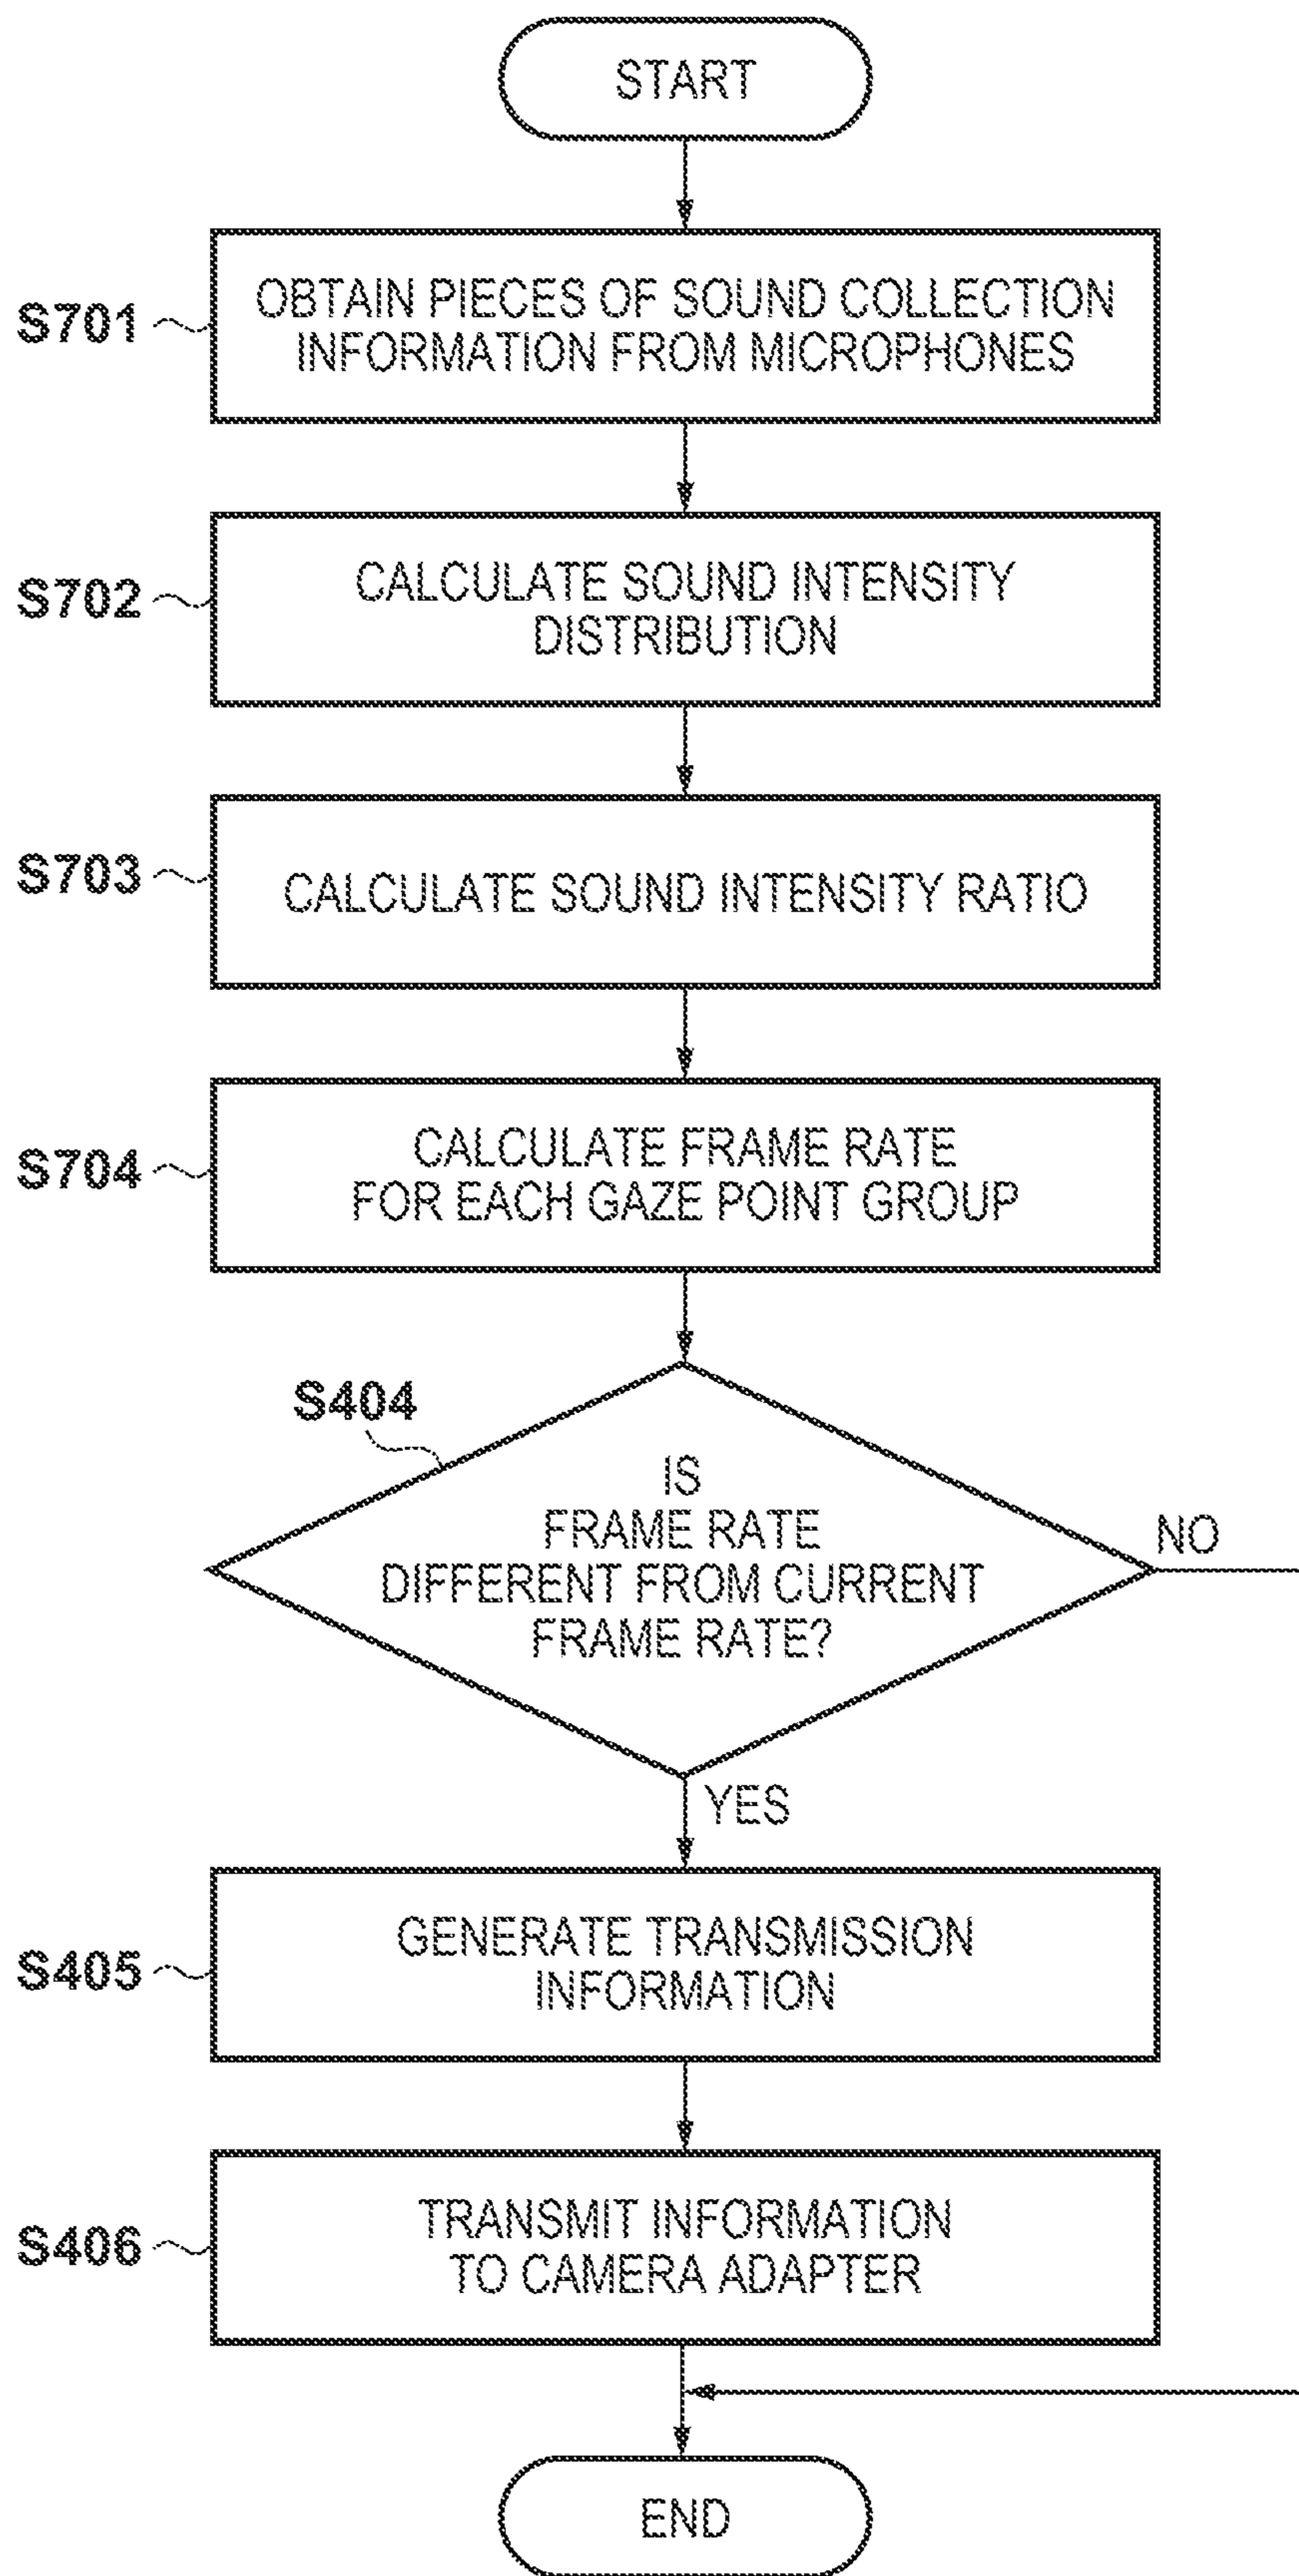 START
S701
OBTAIN PIECES OF SOUND COLLECTION
INFORMATION FROM MICROPHONES
S702
CALCULATE SOUND INTENSITY
DISTRIBUTION
S703
CALCULATE SOUND INTENSITY RATIO
S704
CALCULATE FRAME RATE
FOR EACH GAZE POINT GROUP
S404
IS
FRAME RATE
DIFFERENT FROM CURRENT
FRAME RATE?
NO
YES
S405
GENERATE TRANSMISSION
INFORMATION
S406
TRANSMIT INFORMATION
TO CAMERA ADAPTER
END